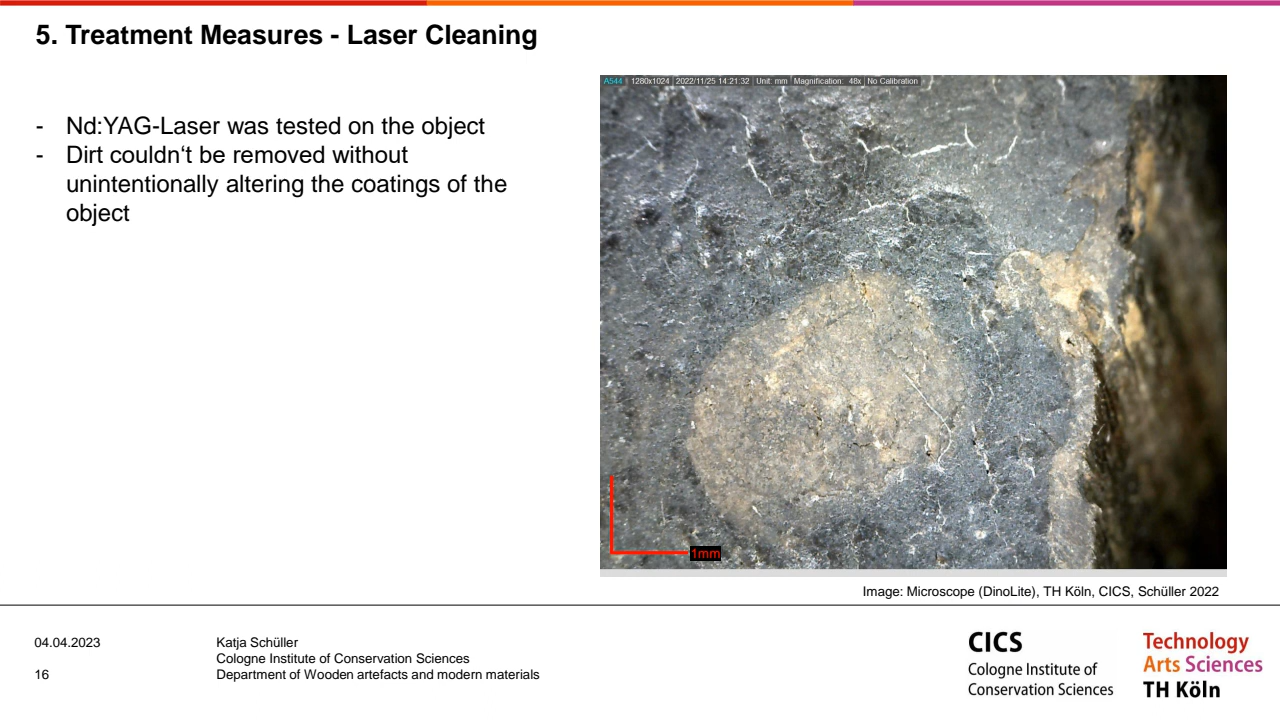 5. Treatment Measures - Laser Cleaning
- Nd:YAG-Laser was tested on the object
- Dirt couldn‘t be removed without
unintentionally altering the coatings of the
object
A544 | 1280x1024 | 2022/11/25 14:21:32 | Unit: mm | Magnification: 48x | No Calibration
1mm
Image: Microscope (DinoLite), TH Köln, CICS, Schüller 2022
04.04.2023
16
Katja Schüller
Cologne Institute of Conservation Sciences
Department of Wooden artefacts and modern materials
CICS
Cologne Institute of
Conservation Sciences
Technology
Arts Sciences
TH Köln